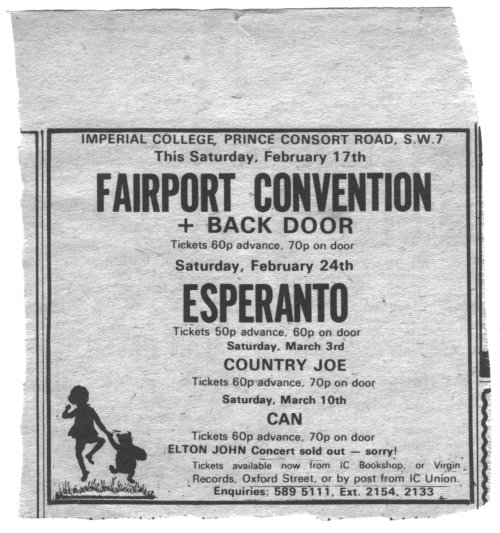 IMPERIAL COLLEGE, PRINCE CONSORT ROAD, S.W.7
This Saturday, February 17th
FAIRPORT CONVENTION
+ BACK DOOR
Tickets 60p advance, 70p on door
Saturday, February 24th
ESPERANTO
Tickets 50p advance, 60p on door
Saturday, March 3rd
COUNTRY JOE
Tickets 60p advance, 70p on door
Saturday, March 10th
CAN
Tickets 60p advance, 70p on door
ELTON JOHN Concert sold out — sorry!
Tickets available now from IC Bookshop, or Virgin
Records, Oxford Street, or by post from IC Union.
Enquiries: 589 5111, Ext. 2154, 2133